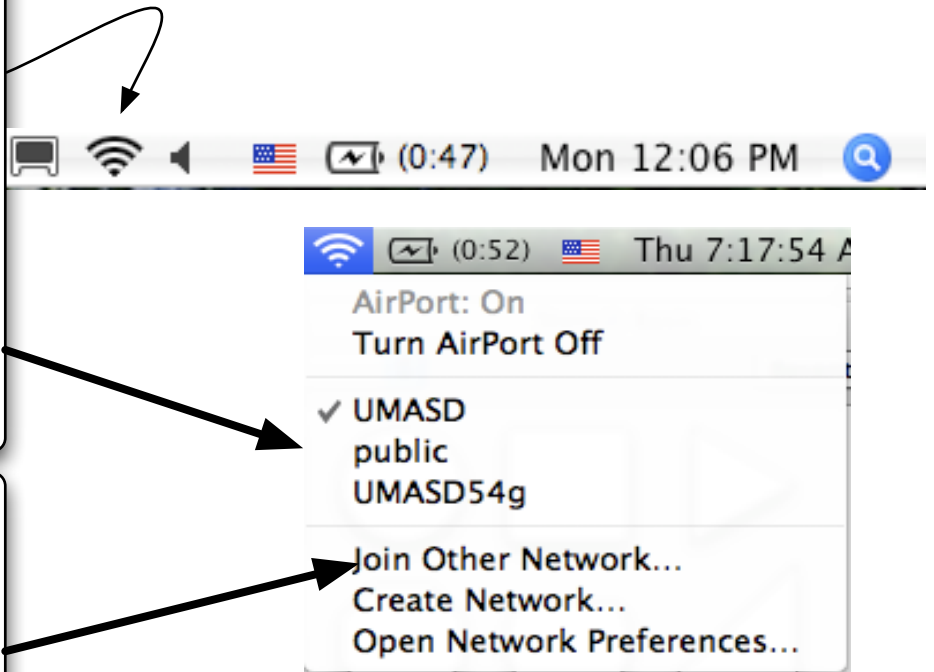 (0:47) Mon 12:06 PM
(0:52) Thu 7:17:54 A
AirPort: On
Turn AirPort Off
UMASD
public
UMASD54g
Join Other Network...
Create Network...
Open Network Preferences...